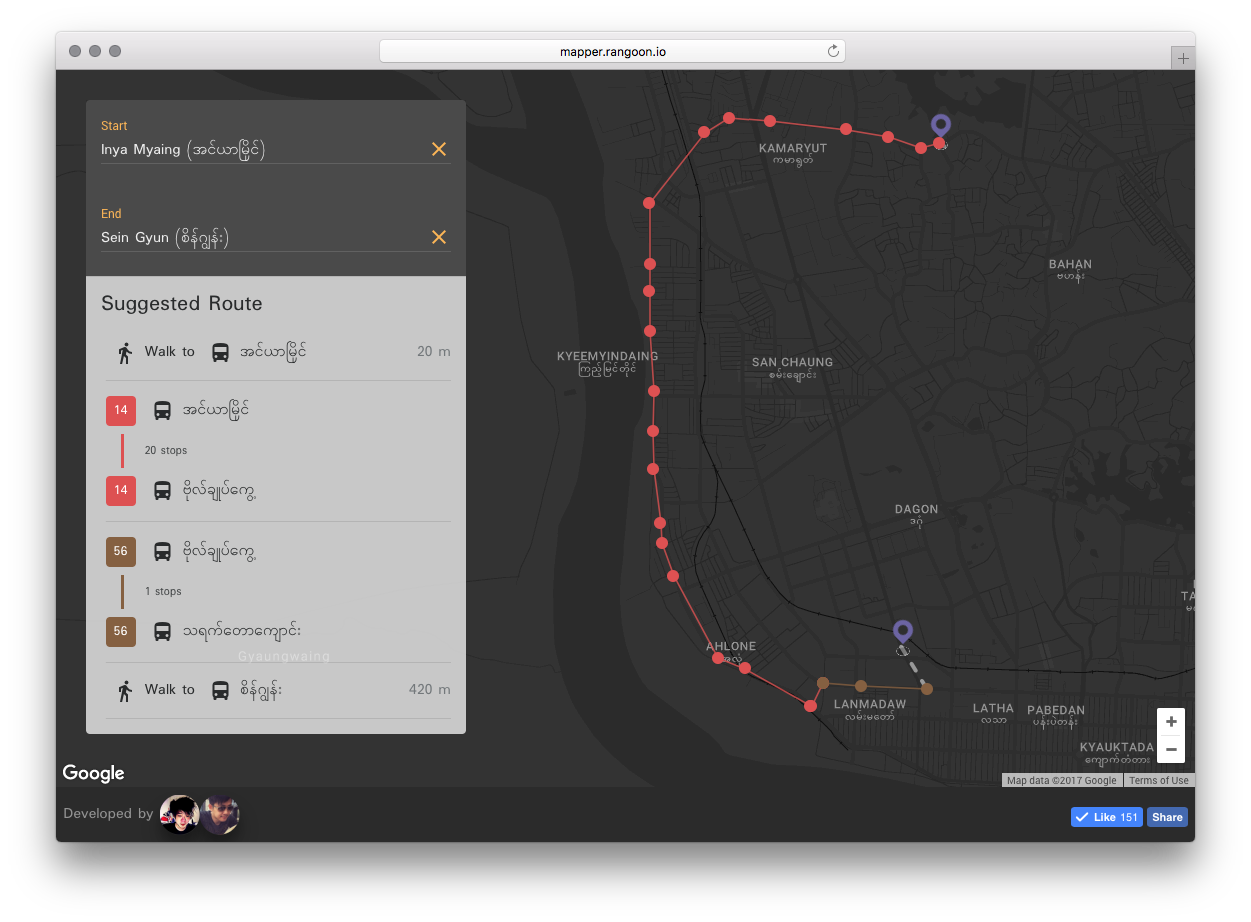 mapper.rangoon.io
Start
Inya Myaing (အင်ယာမြိုင်)
End
Sein Gyun (စိန်ဂျွန်း)
Suggested Route
Walk to အင်ယာမြိုင် 20 m
14 အင်ယာမြိုင်
20 stops
14 ဗိုလ်ချုပ်ကွေ့
56 ဗိုလ်ချုပ်ကွေ့
1 stops
56 သရက်တောကျောင်း
Gyaungwaing
Walk to စိန်ဂျွန်း 420 m
KAMARYUT
ကမာရွတ်
BAHAN
ဗဟန်း
KYEEMYINDAING
ကြည့်မြင်တိုင်
SAN CHAUNG
စမ်းချောင်း
DAGON
ဒဂုံ
TA
AHLONE
အလုံ
LANMADAW
လမ်းမတော်
LATHA
လသာ
PABEDAN
ပန်းပဲတန်း
KYAUKTADA
ကျောက်တံတား
+
−
Google
Map data ©2017 Google Terms of Use
Developed by
Like 151 Share